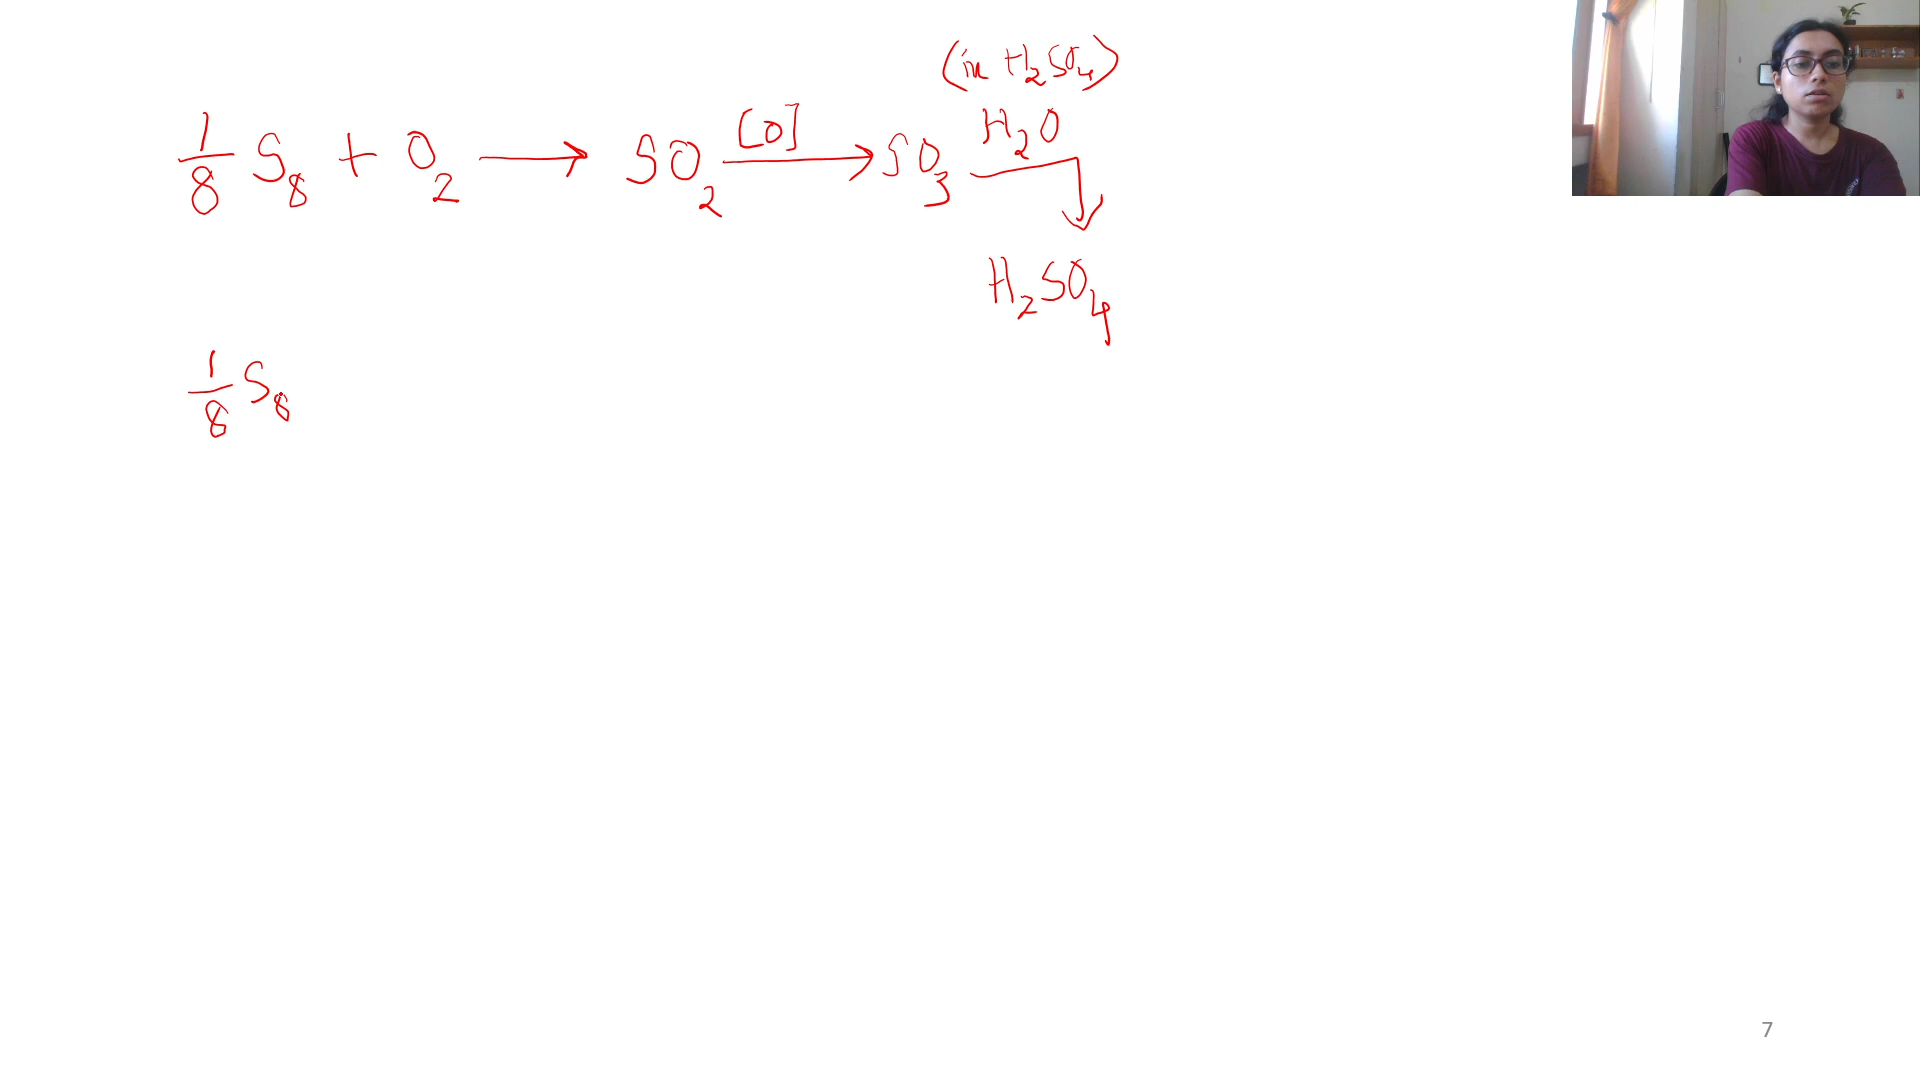 (in H₂SO₄)
1/8 S₈ + O₂ ⟶ SO₂ [O]⟶ SO₃ H₂O ↓
H₂SO₄
1/8 S₈
7